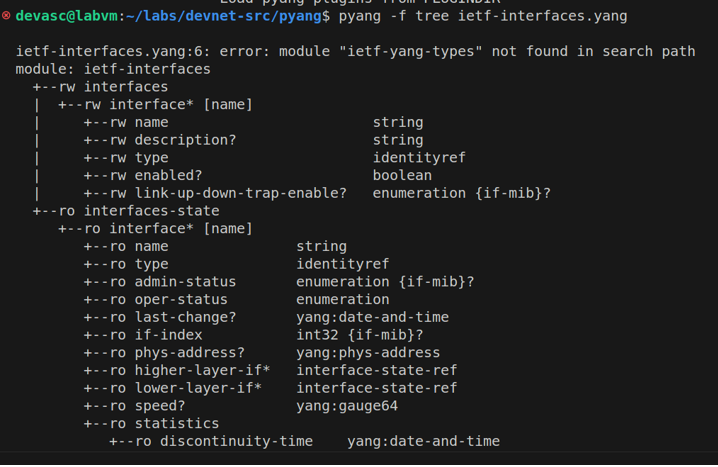 Load pyang plugins from PLUGINDIR
devasc@labvm:~/labs/devnet-src/pyang$ pyang -f tree ietf-interfaces.yang
ietf-interfaces.yang:6: error: module "ietf-yang-types" not found in search path
module: ietf-interfaces
  +--rw interfaces
  |  +--rw interface* [name]
  |     +--rw name                        string
  |     +--rw description?                string
  |     +--rw type                        identityref
  |     +--rw enabled?                    boolean
  |     +--rw link-up-down-trap-enable?   enumeration {if-mib}?
  +--ro interfaces-state
     +--ro interface* [name]
        +--ro name               string
        +--ro type               identityref
        +--ro admin-status       enumeration {if-mib}?
        +--ro oper-status        enumeration
        +--ro last-change?       yang:date-and-time
        +--ro if-index           int32 {if-mib}?
        +--ro phys-address?      yang:phys-address
        +--ro higher-layer-if*   interface-state-ref
        +--ro lower-layer-if*    interface-state-ref
        +--ro speed?             yang:gauge64
        +--ro statistics
           +--ro discontinuity-time    yang:date-and-time